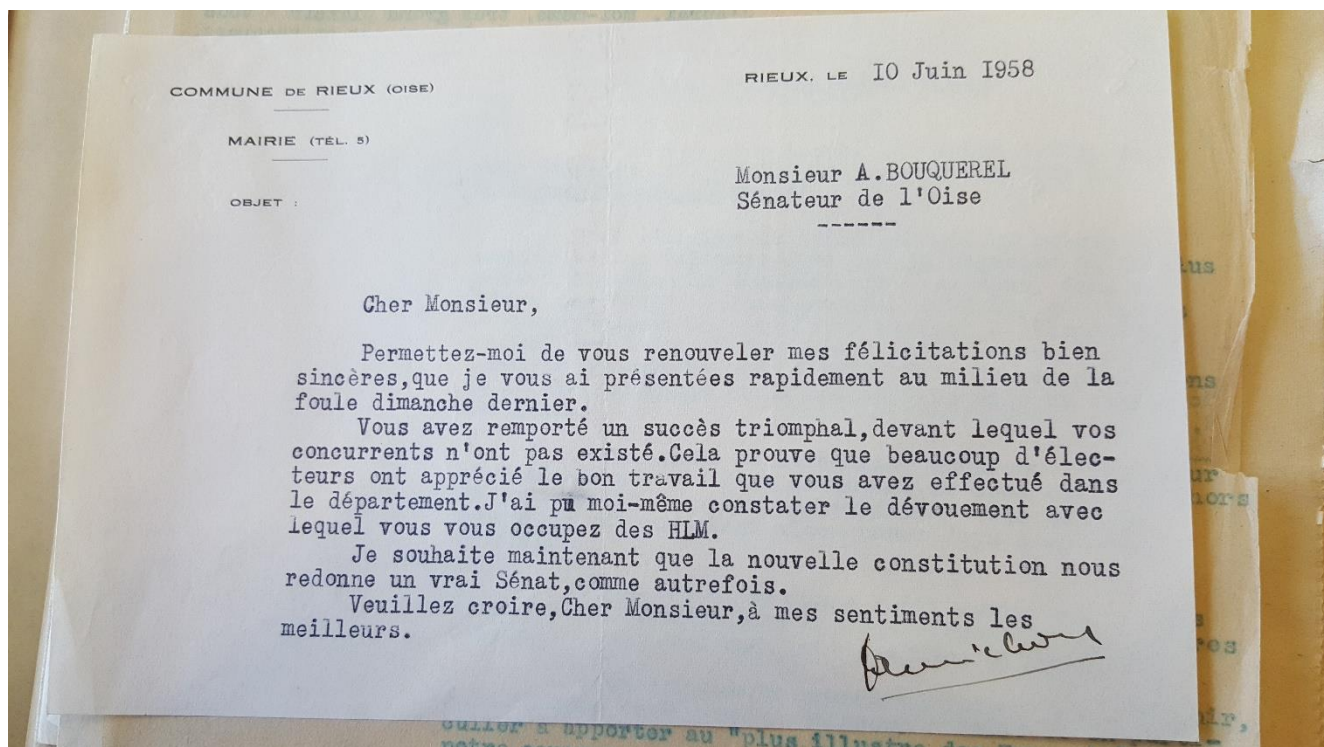 COMMUNE DE RIEUX (OISE)
MAIRIE (TÉL. 5)
OBJET :
RIEUX, LE IO Juin I958
Monsieur A.BOUQUEREL
Sénateur de l'Oise
------
Cher Monsieur,
Permettez-moi de vous renouveler mes félicitations bien
sincères,que je vous ai présentées rapidement au milieu de la
foule dimanche dernier.
Vous avez remporté un succès triomphal,devant lequel vos
concurrents n'ont pas existé.Cela prouve que beaucoup d'élec-
teurs ont apprécié le bon travail que vous avez effectué dans
le département.J'ai pu moi-même constater le dévouement avec
lequel vous vous occupez des HLM.
Je souhaite maintenant que la nouvelle constitution nous
redonne un vrai Sénat,comme autrefois.
Veuillez croire,Cher Monsieur,à mes sentiments les
meilleurs.
apporter au "plus